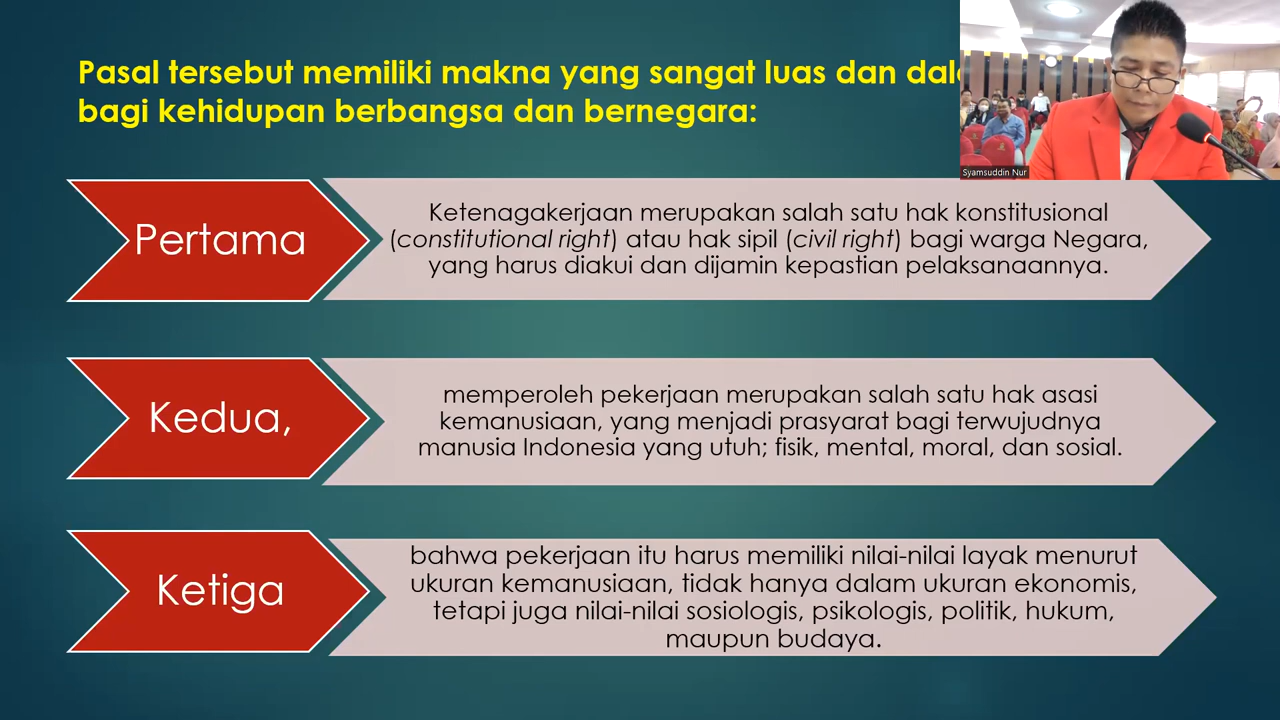 Pasal tersebut memiliki makna yang sangat luas dan
bagi kehidupan berbangsa dan bernegara:
Syamsuddin Nur
Pertama
Ketenagakerjaan merupakan salah satu hak konstitusional
(constitutional right) atau hak sipil (civil right) bagi warga Negara,
yang harus diakui dan dijamin kepastian pelaksanaannya.
Kedua,
memperoleh pekerjaan merupakan salah satu hak asasi
kemanusiaan, yang menjadi prasyarat bagi terwujudnya
manusia Indonesia yang utuh; fisik, mental, moral, dan sosial.
Ketiga
bahwa pekerjaan itu harus memiliki nilai-nilai layak menurut
ukuran kemanusiaan, tidak hanya dalam ukuran ekonomis,
tetapi juga nilai-nilai sosiologis, psikologis, politik, hukum,
maupun budaya.